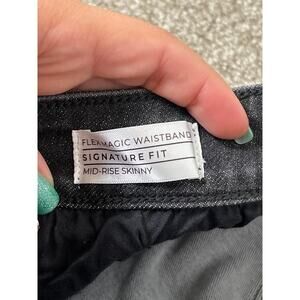 FLEXMAGIC WAISTBAND
SIGNATURE FIT
MID-RISE SKINNY